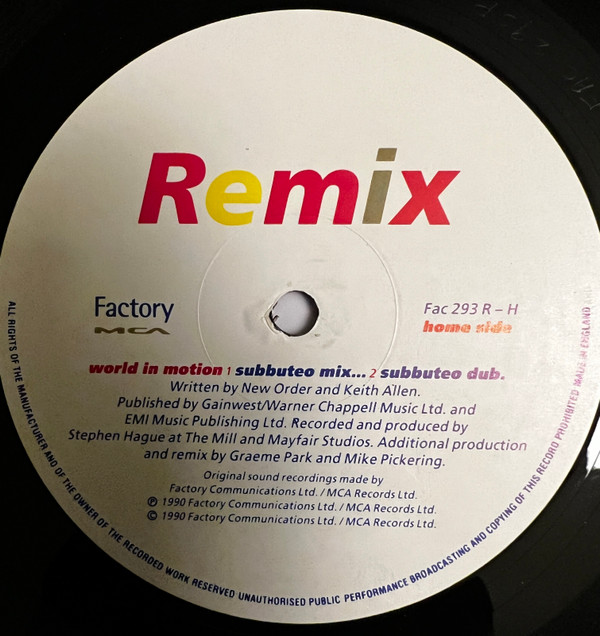 Remix
Factory
MCA
Fac 293 R – H
home side
world in motion 1 subbuteo mix... 2 subbuteo dub.
Written by New Order and Keith Allen.
Published by Gainwest/Warner Chappell Music Ltd. and
EMI Music Publishing Ltd. Recorded and produced by
Stephen Hague at The Mill and Mayfair Studios. Additional production
and remix by Graeme Park and Mike Pickering.
Original sound recordings made by
Factory Communications Ltd. / MCA Records Ltd.
℗ 1990 Factory Communications Ltd. / MCA Records Ltd.
© 1990 Factory Communications Ltd. / MCA Records Ltd.
ALL RIGHTS OF THE MANUFACTURER AND OF THE OWNER OF THE RECORDED WORK RESERVED UNAUTHORISED PUBLIC PERFORMANCE BROADCASTING AND COPYING OF THIS RECORD PROHIBITED MADE IN ENGLAND